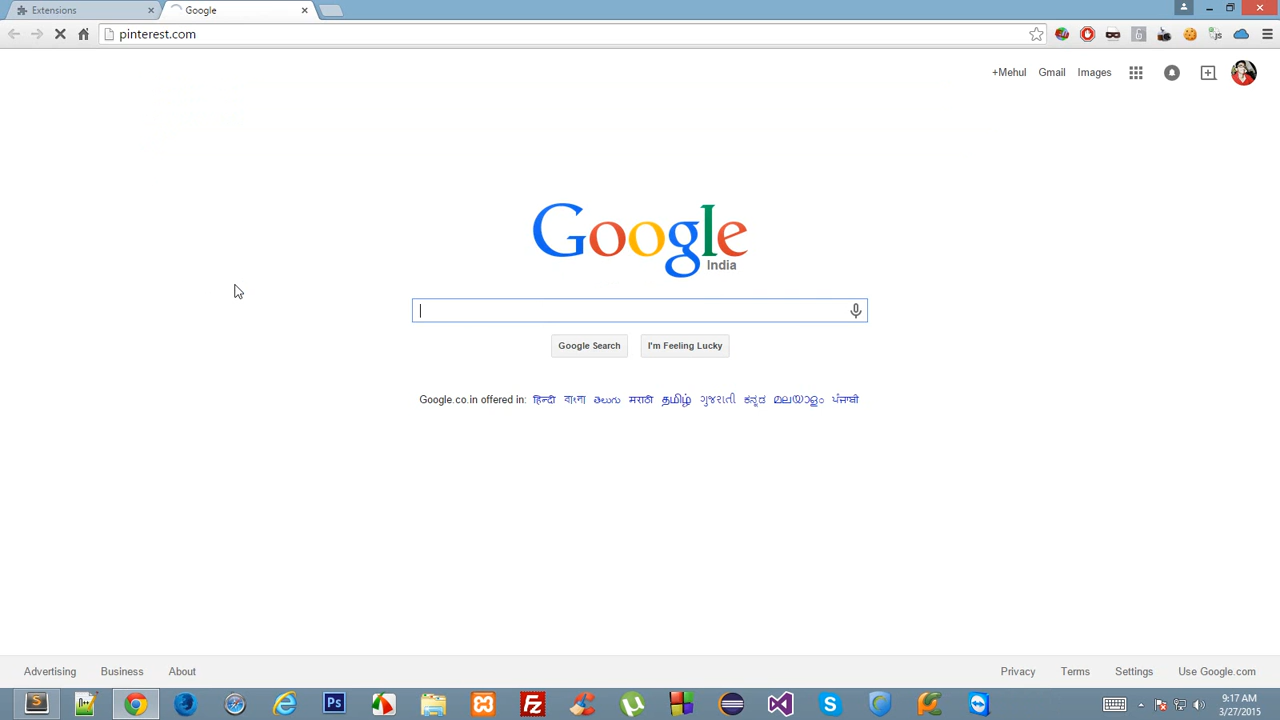 Extensions
Google
pinterest.com
+Mehul Gmail Images
Google
India
Google Search I'm Feeling Lucky
Google.co.in offered in: हिन्दी বাংলা తెలుగు मराठी தமிழ் ગુજરાતી ಕನ್ನಡ മലയാളം ਪੰਜਾਬੀ
Advertising Business About Privacy Terms Settings Use Google.com
9:17 AM
3/27/2015